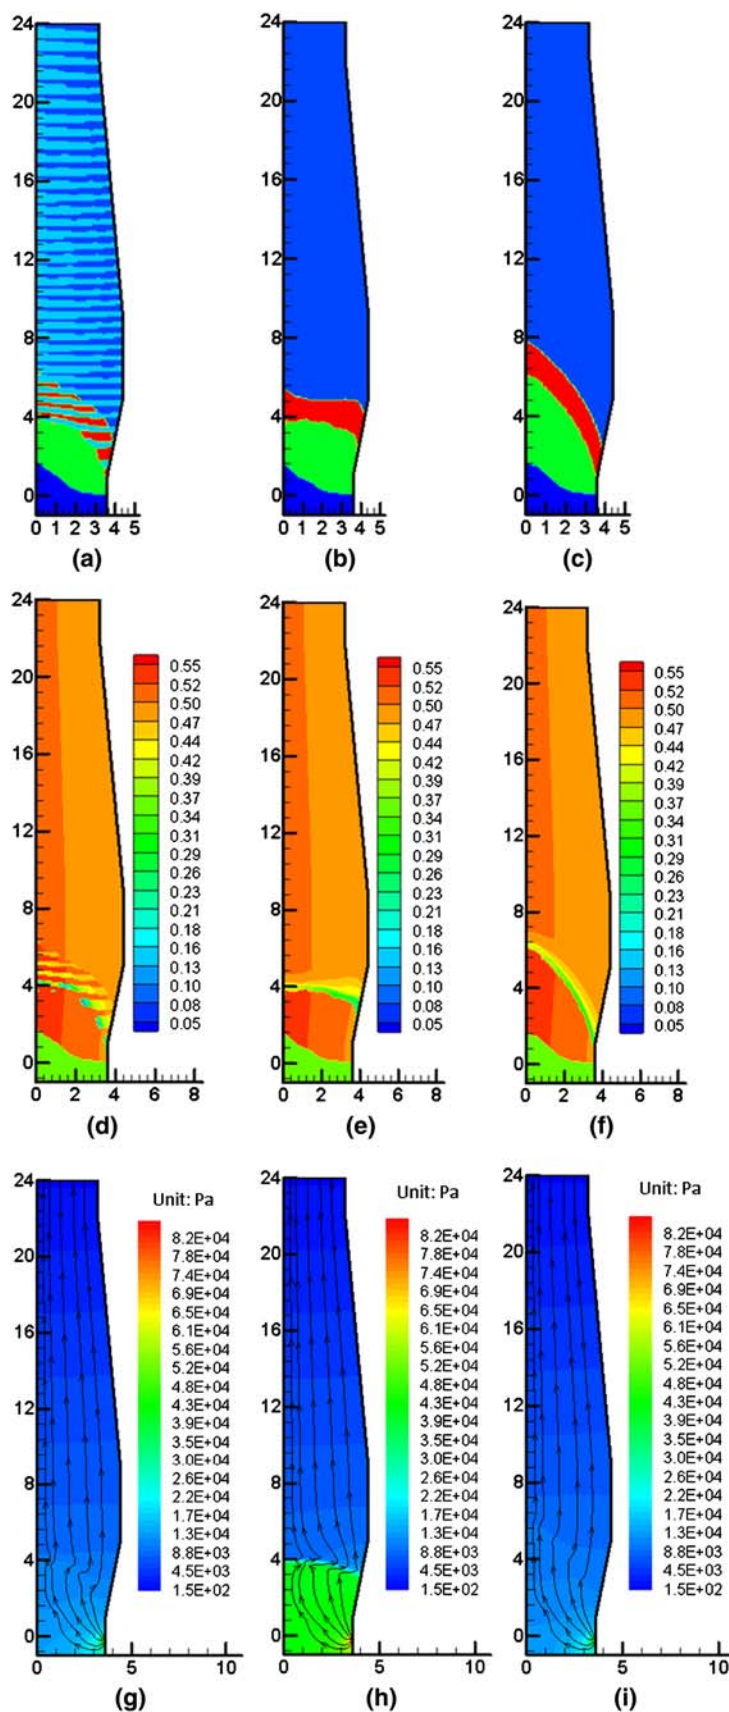 24
20
16
12
8
4
0
0 1 2 3 4 5
(a)
24
20
16
12
8
4
0
0 1 2 3 4 5
(b)
24
20
16
12
8
4
0
0 1 2 3 4 5
(c)
24
20
16
12
8
4
0
0 2 4 6 8
0.55
0.52
0.50
0.47
0.44
0.42
0.39
0.37
0.34
0.31
0.29
0.26
0.23
0.21
0.18
0.16
0.13
0.10
0.08
0.05
(d)
24
20
16
12
8
4
0
0 2 4 6 8
0.55
0.52
0.50
0.47
0.44
0.42
0.39
0.37
0.34
0.31
0.29
0.26
0.23
0.21
0.18
0.16
0.13
0.10
0.08
0.05
(e)
24
20
16
12
8
4
0
0 2 4 6 8
0.55
0.52
0.50
0.47
0.44
0.42
0.39
0.37
0.34
0.31
0.29
0.26
0.23
0.21
0.18
0.16
0.13
0.10
0.08
0.05
(f)
24
20
16
12
8
4
0
0 5 10
Unit: Pa
8.2E+04
7.8E+04
7.4E+04
6.9E+04
6.5E+04
6.1E+04
5.6E+04
5.2E+04
4.8E+04
4.3E+04
3.9E+04
3.5E+04
3.0E+04
2.6E+04
2.2E+04
1.7E+04
1.3E+04
8.8E+03
4.5E+03
1.5E+02
(g)
24
20
16
12
8
4
0
0 5 10
Unit: Pa
8.2E+04
7.8E+04
7.4E+04
6.9E+04
6.5E+04
6.1E+04
5.6E+04
5.2E+04
4.8E+04
4.3E+04
3.9E+04
3.5E+04
3.0E+04
2.6E+04
2.2E+04
1.7E+04
1.3E+04
8.8E+03
4.5E+03
1.5E+02
(h)
24
20
16
12
8
4
0
0 5 10
Unit: Pa
8.2E+04
7.8E+04
7.4E+04
6.9E+04
6.5E+04
6.1E+04
5.6E+04
5.2E+04
4.8E+04
4.3E+04
3.9E+04
3.5E+04
3.0E+04
2.6E+04
2.2E+04
1.7E+04
1.3E+04
8.8E+03
4.5E+03
1.5E+02
(i)